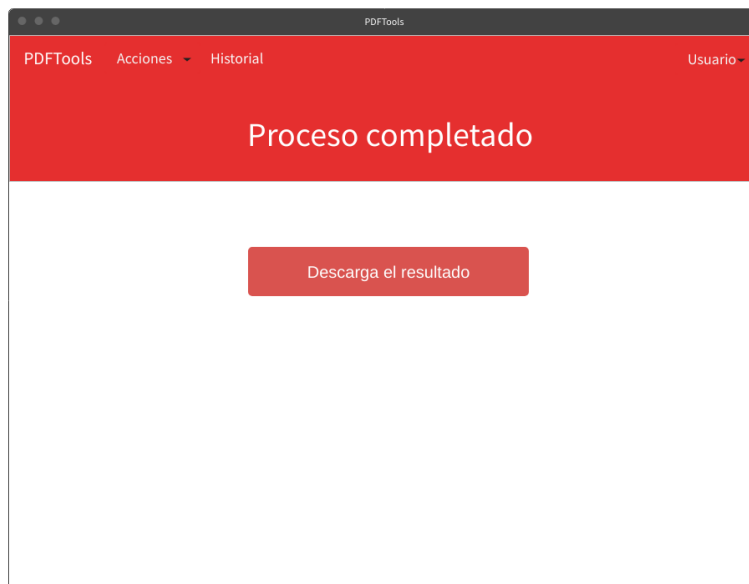 PDFTools
PDFTools Acciones Historial Usuario
Proceso completado
Descarga el resultado